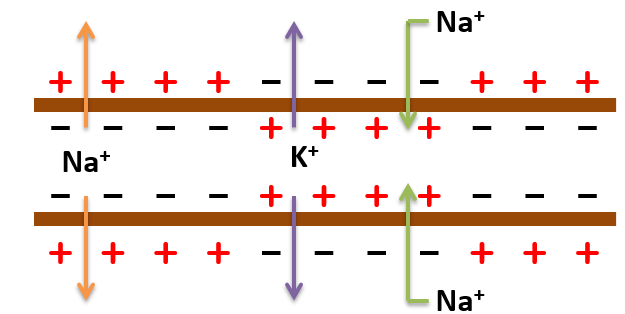 Na⁺
+ + + + − − − − + + +
− − − − + + + + − − −
Na⁺ K⁺
− − − − + + + + − − −
+ + + + − − − − + + +
Na⁺